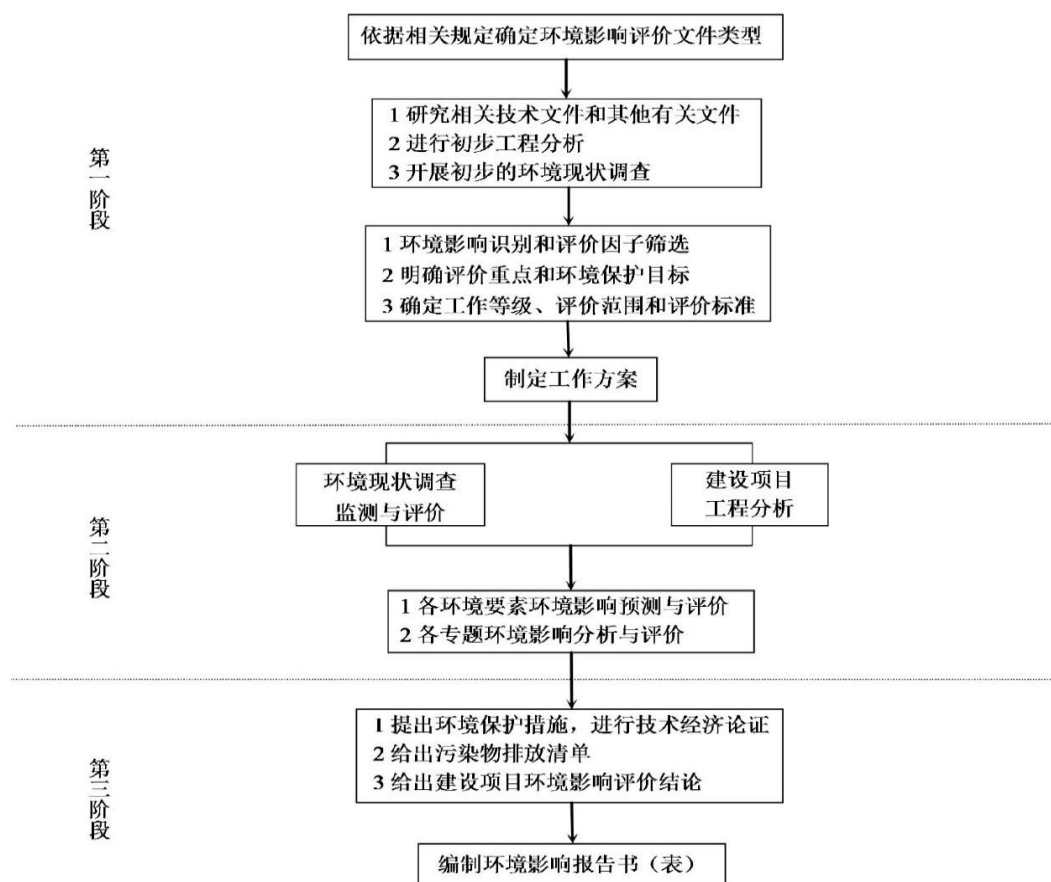 依据相关规定确定环境影响评价文件类型
1 研究相关技术文件和其他有关文件
2 进行初步工程分析
3 开展初步的环境现状调查
第一阶段
1 环境影响识别和评价因子筛选
2 明确评价重点和环境保护目标
3 确定工作等级、评价范围和评价标准
制定工作方案
环境现状调查
监测与评价
建设项目
工程分析
第二阶段
1 各环境要素环境影响预测与评价
2 各专题环境影响分析与评价
1 提出环境保护措施，进行技术经济论证
2 给出污染物排放清单
3 给出建设项目环境影响评价结论
第三阶段
编制环境影响报告书（表）